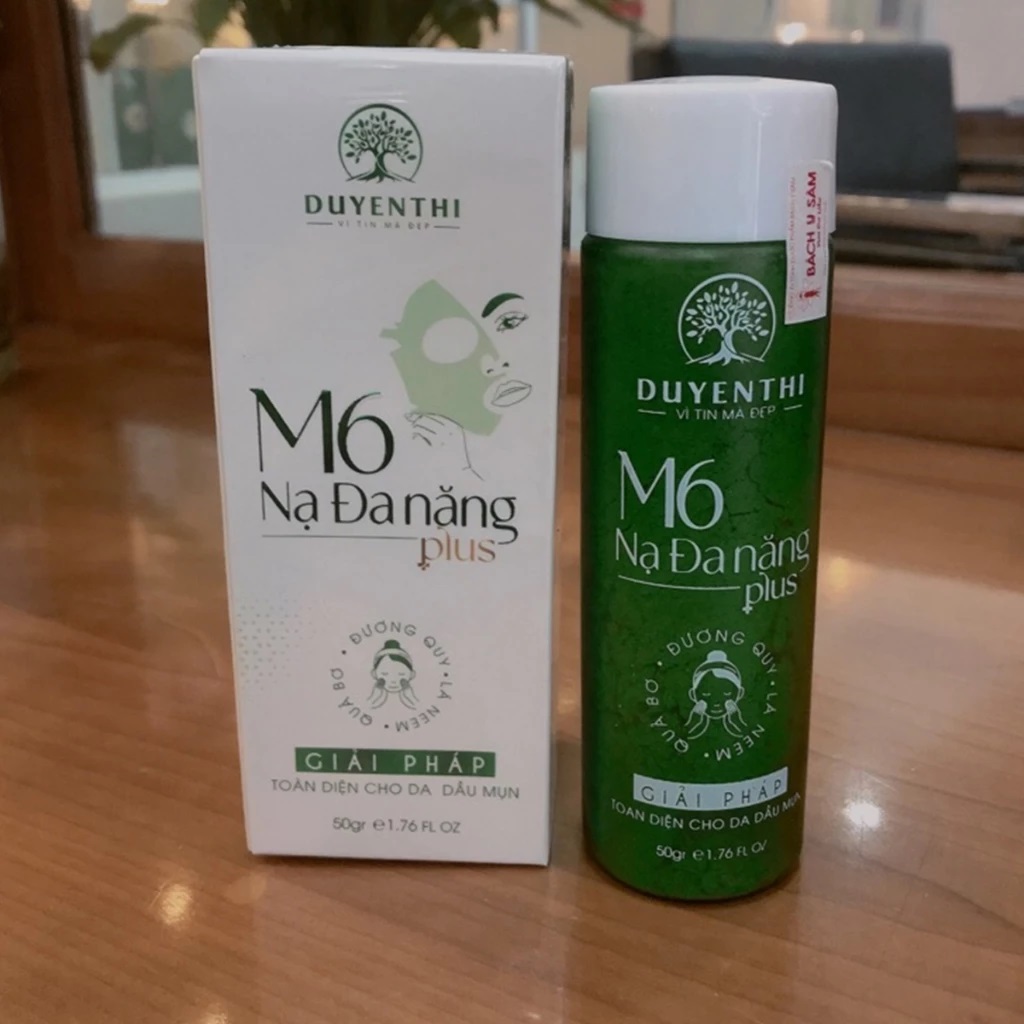 DUYENTHI
VÌ TIN MÀ ĐẸP
M6
Nạ Đa năng
plus
ĐƯƠNG QUY • LÁ NEEM • QUẢ BƠ •
GIẢI PHÁP
TOÀN DIỆN CHO DA DẦU MỤN
50gr ℮1.76 FL OZ
BÁCH Y SÂM
DUYENTHI
VÌ TIN MÀ ĐẸP
M6
Nạ Đa năng
plus
ĐƯƠNG QUY • LÁ NEEM • QUẢ BƠ •
GIẢI PHÁP
TOÀN DIỆN CHO DA DẦU MỤN
50gr ℮1.76 FL OZ